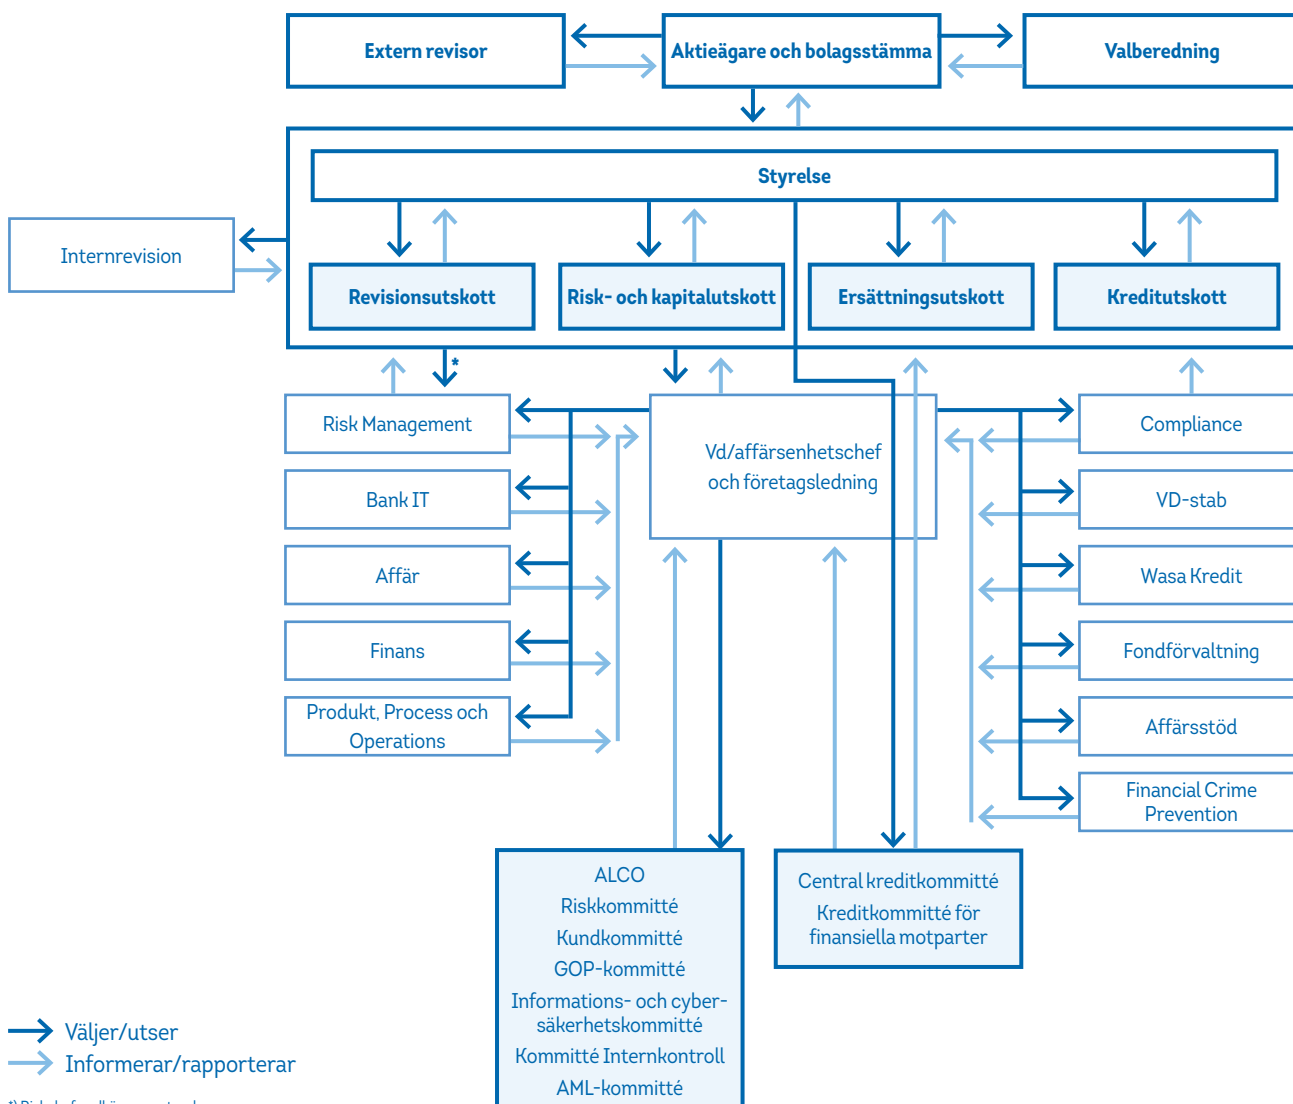 Extern revisor
Aktieägare och bolagsstämma
Valberedning
Styrelse
Internrevision
Revisionsutskott
Risk- och kapitalutskott
Ersättningsutskott
Kreditutskott
*
Risk Management
Bank IT
Affär
Finans
Produkt, Process och
Operations
Vd/affärsenhetschef
och företagsledning
Compliance
VD-stab
Wasa Kredit
Fondförvaltning
Affärsstöd
Financial Crime
Prevention
ALCO
Riskkommitté
Kundkommitté
GOP-kommitté
Informations- och cyber-
säkerhetskommitté
Kommitté Internkontroll
AML-kommitté
Central kreditkommitté
Kreditkommitté för
finansiella motparter
Väljer/utser
Informerar/rapporterar